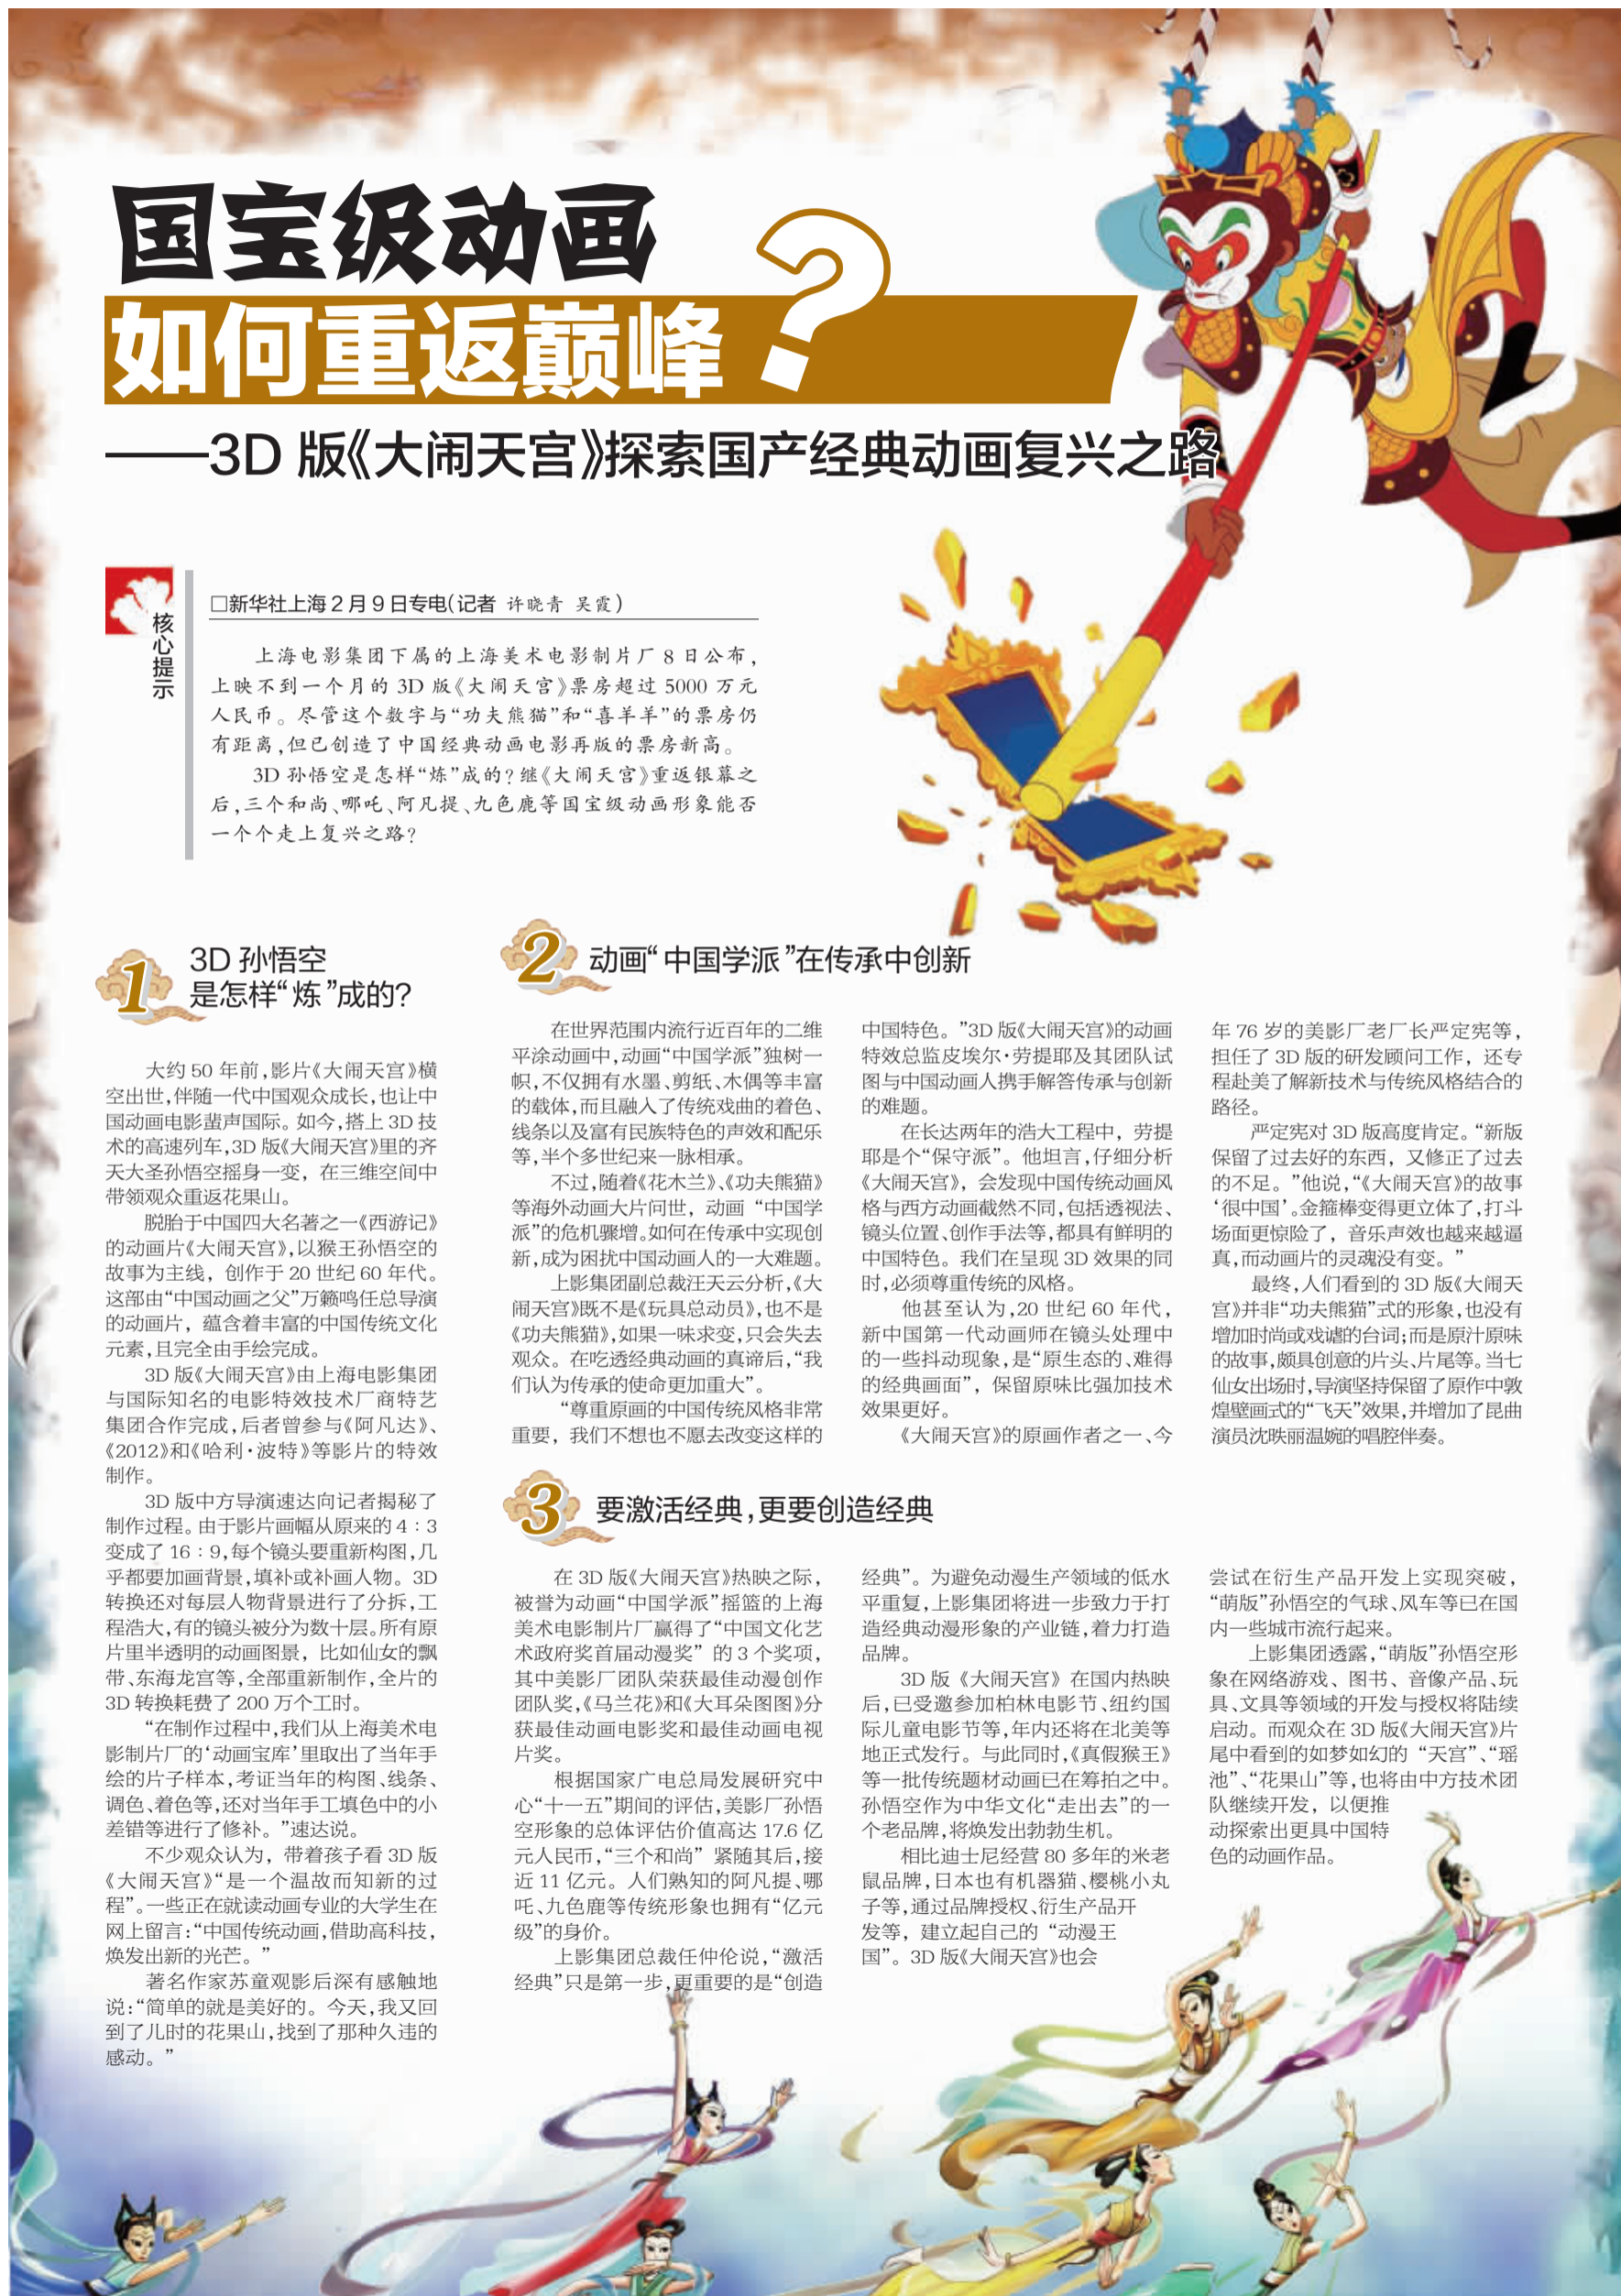 国宝级动画
如何重返巅峰？
——3D 版《大闹天宫》探索国产经典动画复兴之路
核心提示
□新华社上海 2 月 9 日专电（记者 许晓青 吴霞）
上海电影集团下属的上海美术电影制片厂 8 日公布，
上映不到一个月的 3D 版《大闹天宫》票房超过 5000 万元
人民币。尽管这个数字与“功夫熊猫”和“喜羊羊”的票房仍
有距离，但已创造了中国经典动画电影再版的票房新高。
3D 孙悟空是怎样“炼”成的？继《大闹天宫》重返银幕之
后，三个和尚、哪吒、阿凡提、九色鹿等国宝级动画形象能否
一个个走上复兴之路？
1
3D 孙悟空
是怎样“炼”成的？
大约 50 年前，影片《大闹天宫》横
空出世，伴随一代中国观众成长，也让中
国动画电影蜚声国际。如今，搭上 3D 技
术的高速列车，3D 版《大闹天宫》里的齐
天大圣孙悟空摇身一变，在三维空间中
带领观众重返花果山。
脱胎于中国四大名著之一《西游记》
的动画片《大闹天宫》，以猴王孙悟空的
故事为主线，创作于 20 世纪 60 年代。
这部由“中国动画之父”万籁鸣任总导演
的动画片，蕴含着丰富的中国传统文化
元素，且完全由手绘完成。
3D 版《大闹天宫》由上海电影集团
与国际知名的电影特效技术厂商特艺
集团合作完成，后者曾参与《阿凡达》、
《2012》和《哈利·波特》等影片的特效
制作。
3D 版中方导演速达向记者揭秘了
制作过程。由于影片画幅从原来的 4：3
变成了 16：9，每个镜头要重新构图，几
乎都要加画背景，填补或补画人物。3D
转换还对每层人物背景进行了分拆，工
程浩大，有的镜头被分为数十层。所有原
片里半透明的动画图景，比如仙女的飘
带、东海龙宫等，全部重新制作，全片的
3D 转换耗费了 200 万个工时。
“在制作过程中，我们从上海美术电
影制片厂的‘动画宝库’里取出了当年手
绘的片子样本，考证当年的构图、线条、
调色、着色等，还对当年手工填色中的小
差错等进行了修补。”速达说。
不少观众认为，带着孩子看 3D 版
《大闹天宫》“是一个温故而知新的过
程”。一些正在就读动画专业的大学生在
网上留言：“中国传统动画，借助高科技，
焕发出新的光芒。”
著名作家苏童观影后深有感触地
说：“简单的就是美好的。今天，我又回
到了儿时的花果山，找到了那种久违的
感动。”
2
动画“中国学派”在传承中创新
在世界范围内流行近百年的二维
平涂动画中，动画“中国学派”独树一
帜，不仅拥有水墨、剪纸、木偶等丰富
的载体，而且融入了传统戏曲的着色、
线条以及富有民族特色的声效和配乐
等，半个多世纪来一脉相承。
不过，随着《花木兰》、《功夫熊猫》
等海外动画大片问世，动画“中国学
派”的危机骤增。如何在传承中实现创
新，成为困扰中国动画人的一大难题。
上影集团副总裁汪天云分析，《大
闹天宫》既不是《玩具总动员》，也不是
《功夫熊猫》，如果一味求变，只会失去
观众。在吃透经典动画的真谛后，“我
们认为传承的使命更加重大”。
“尊重原画的中国传统风格非常
重要，我们不想也不愿去改变这样的
中国特色。”3D 版《大闹天宫》的动画
特效总监皮埃尔·劳提耶及其团队试
图与中国动画人携手解答传承与创新
的难题。
在长达两年的浩大工程中，劳提
耶是个“保守派”。他坦言，仔细分析
《大闹天宫》，会发现中国传统动画风
格与西方动画截然不同，包括透视法、
镜头位置、创作手法等，都具有鲜明的
中国特色。我们在呈现 3D 效果的同
时，必须尊重传统的风格。
他甚至认为，20 世纪 60 年代，
新中国第一代动画师在镜头处理中
的一些抖动现象，是“原生态的、难得
的经典画面”，保留原味比强加技术
效果更好。
《大闹天宫》的原画作者之一、今
年 76 岁的美影厂老厂长严定宪等，
担任了 3D 版的研发顾问工作，还专
程赴美了解新技术与传统风格结合的
路径。
严定宪对 3D 版高度肯定。“新版
保留了过去好的东西，又修正了过去
的不足。”他说，“《大闹天宫》的故事
‘很中国’。金箍棒变得更立体了，打斗
场面更惊险了，音乐声效也越来越逼
真，而动画片的灵魂没有变。”
最终，人们看到的 3D 版《大闹天
宫》并非“功夫熊猫”式的形象，也没有
增加时尚或戏谑的台词；而是原汁原味
的故事，颇具创意的片头、片尾等。当七
仙女出场时，导演坚持保留了原作中敦
煌壁画式的“飞天”效果，并增加了昆曲
演员沈昳丽温婉的唱腔伴奏。
3
要激活经典，更要创造经典
在 3D 版《大闹天宫》热映之际，
被誉为动画“中国学派”摇篮的上海
美术电影制片厂赢得了“中国文化艺
术政府奖首届动漫奖”的 3 个奖项，
其中美影厂团队荣获最佳动漫创作
团队奖，《马兰花》和《大耳朵图图》分
获最佳动画电影奖和最佳动画电视
片奖。
根据国家广电总局发展研究中
心“十一五”期间的评估，美影厂孙悟
空形象的总体评估价值高达 17.6 亿
元人民币，“三个和尚”紧随其后，接
近 11 亿元。人们熟知的阿凡提、哪
吒、九色鹿等传统形象也拥有“亿元
级”的身价。
上影集团总裁任仲伦说，“激活
经典”只是第一步，更重要的是“创造
经典”。为避免动漫生产领域的低水
平重复，上影集团将进一步致力于打
造经典动漫形象的产业链，着力打造
品牌。
3D 版《大闹天宫》在国内热映
后，已受邀参加柏林电影节、纽约国
际儿童电影节等，年内还将在北美等
地正式发行。与此同时，《真假猴王》
等一批传统题材动画已在筹拍之中。
孙悟空作为中华文化“走出去”的一
个老品牌，将焕发出勃勃生机。
相比迪士尼经营 80 多年的米老
鼠品牌，日本也有机器猫、樱桃小丸
子等，通过品牌授权、衍生产品开
发等，建立起自己的“动漫王
国”。3D 版《大闹天宫》也会
尝试在衍生产品开发上实现突破，
“萌版”孙悟空的气球、风车等已在国
内一些城市流行起来。
上影集团透露，“萌版”孙悟空形
象在网络游戏、图书、音像产品、玩
具、文具等领域的开发与授权将陆续
启动。而观众在 3D 版《大闹天宫》片
尾中看到的如梦如幻的“天宫”、“瑶
池”、“花果山”等，也将由中方技术团
队继续开发，以便推
动探索出更具中国特
色的动画作品。